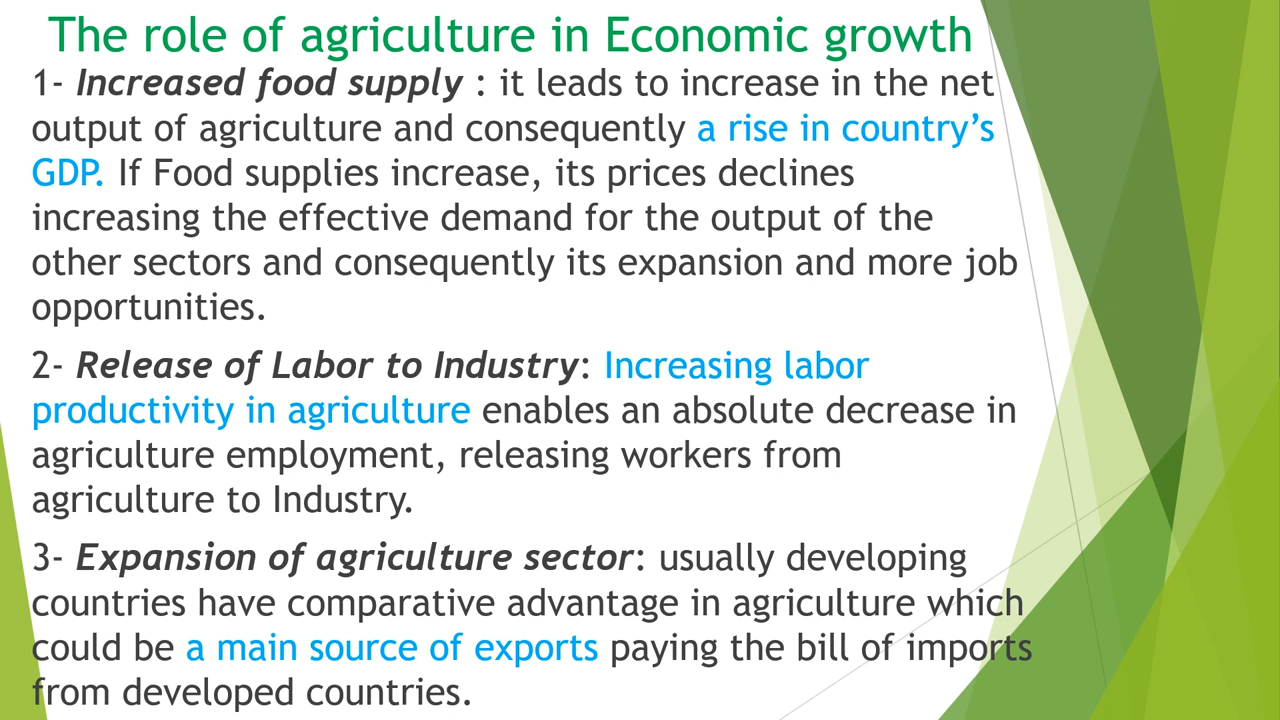 The role of agriculture in Economic growth
1- Increased food supply : it leads to increase in the net
output of agriculture and consequently a rise in country’s
GDP. If Food supplies increase, its prices declines
increasing the effective demand for the output of the
other sectors and consequently its expansion and more job
opportunities.
2- Release of Labor to Industry: Increasing labor
productivity in agriculture enables an absolute decrease in
agriculture employment, releasing workers from
agriculture to Industry.
3- Expansion of agriculture sector: usually developing
countries have comparative advantage in agriculture which
could be a main source of exports paying the bill of imports
from developed countries.